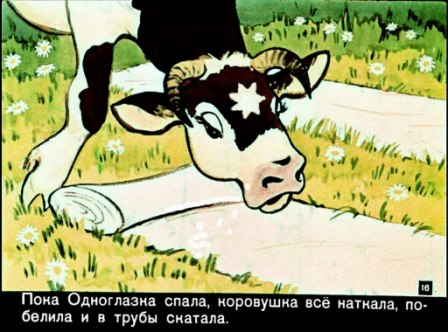 16
Пока Одноглазка спала, коровушка всё наткала, по-
белила и в трубы скатала.